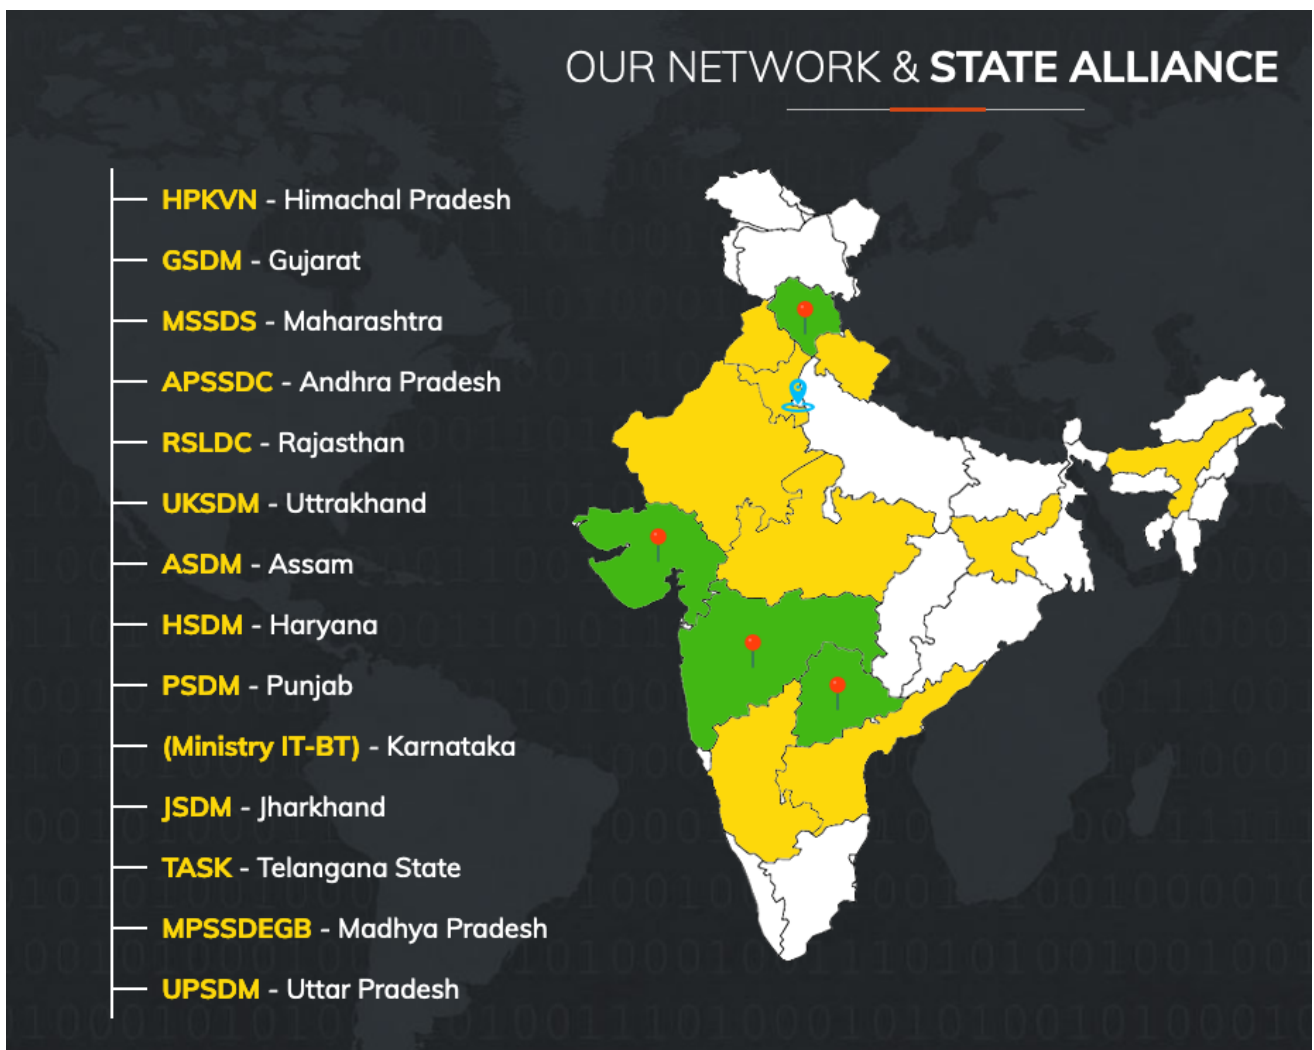 OUR NETWORK & STATE ALLIANCE
HPKVN - Himachal Pradesh
GSDM - Gujarat
MSSDS - Maharashtra
APSSDC - Andhra Pradesh
RSLDC - Rajasthan
UKSDM - Uttrakhand
ASDM - Assam
HSDM - Haryana
PSDM - Punjab
(Ministry IT-BT) - Karnataka
JSDM - Jharkhand
TASK - Telangana State
MPSSDEGB - Madhya Pradesh
UPSDM - Uttar Pradesh